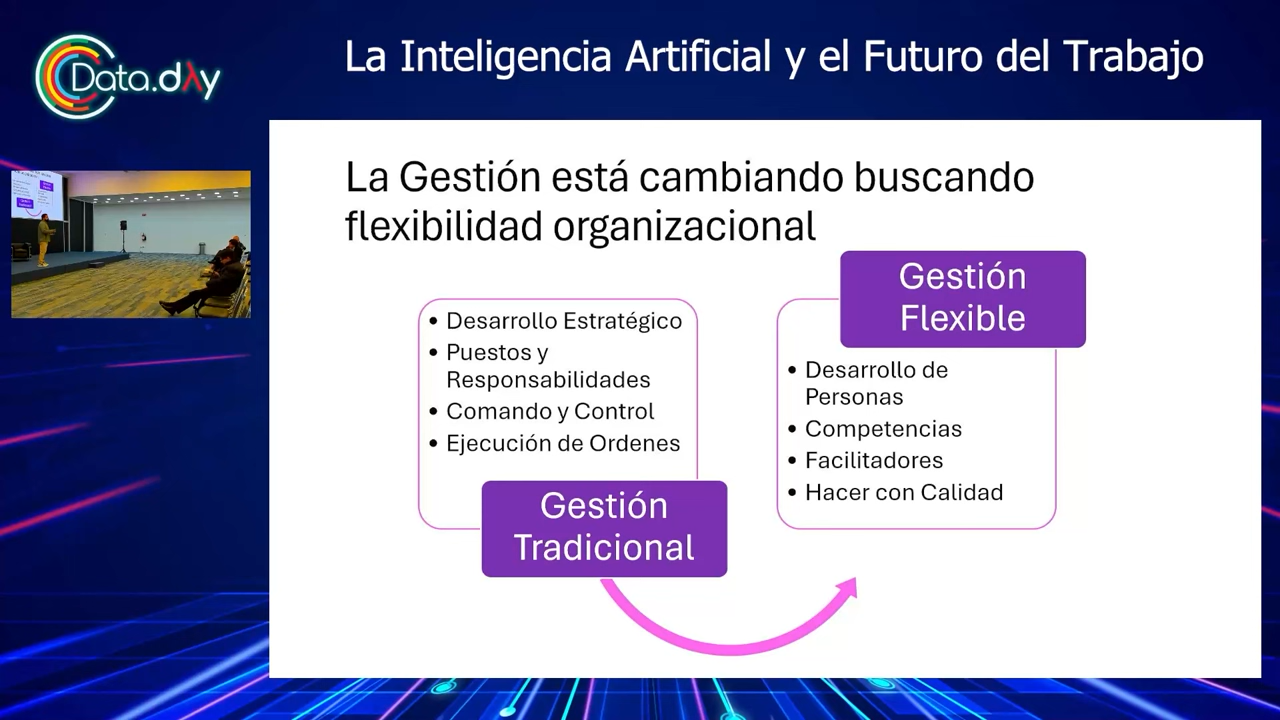 Data.dλy
La Inteligencia Artificial y el Futuro del Trabajo
La Gestión está cambiando buscando
flexibilidad organizacional
• Desarrollo Estratégico
• Puestos y
Responsabilidades
• Comando y Control
• Ejecución de Ordenes
Gestión
Tradicional
Gestión
Flexible
• Desarrollo de
Personas
• Competencias
• Facilitadores
• Hacer con Calidad